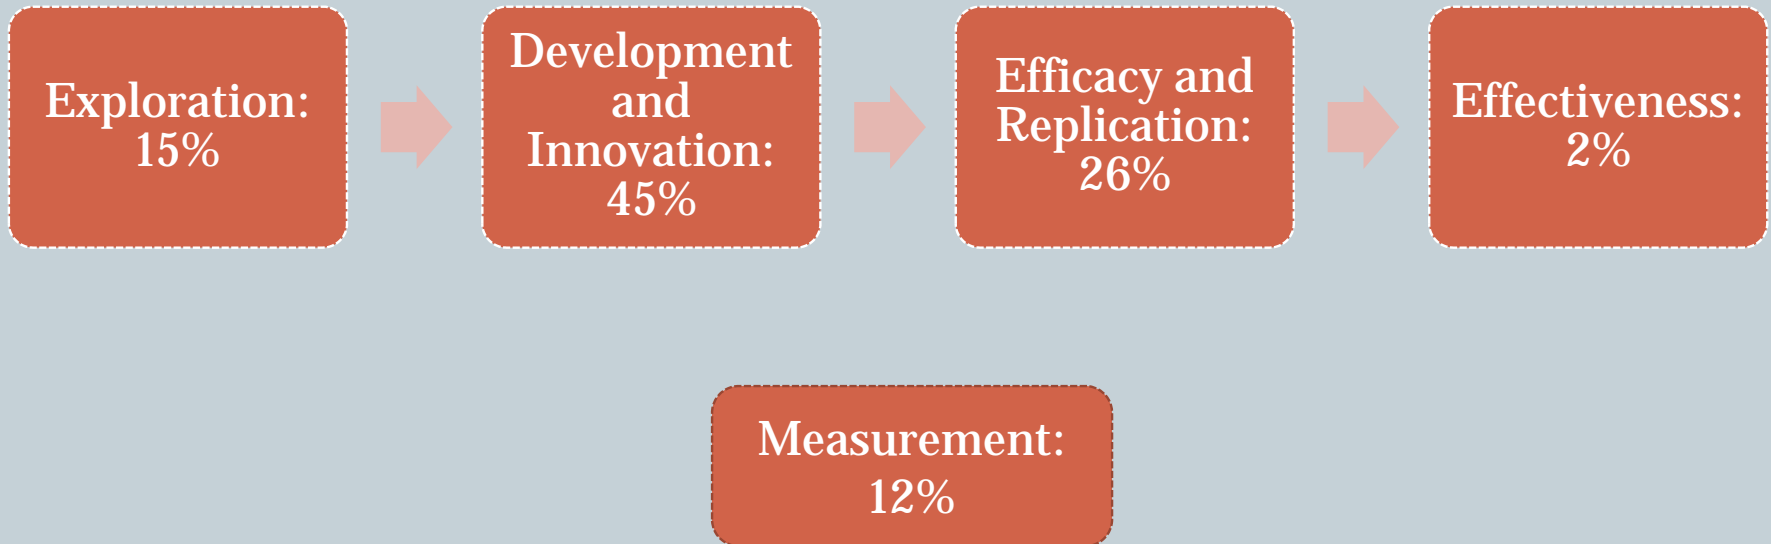 Exploration:
15%
Development
and
Innovation:
45%
Efficacy and
Replication:
26%
Effectiveness:
2%
Measurement:
12%